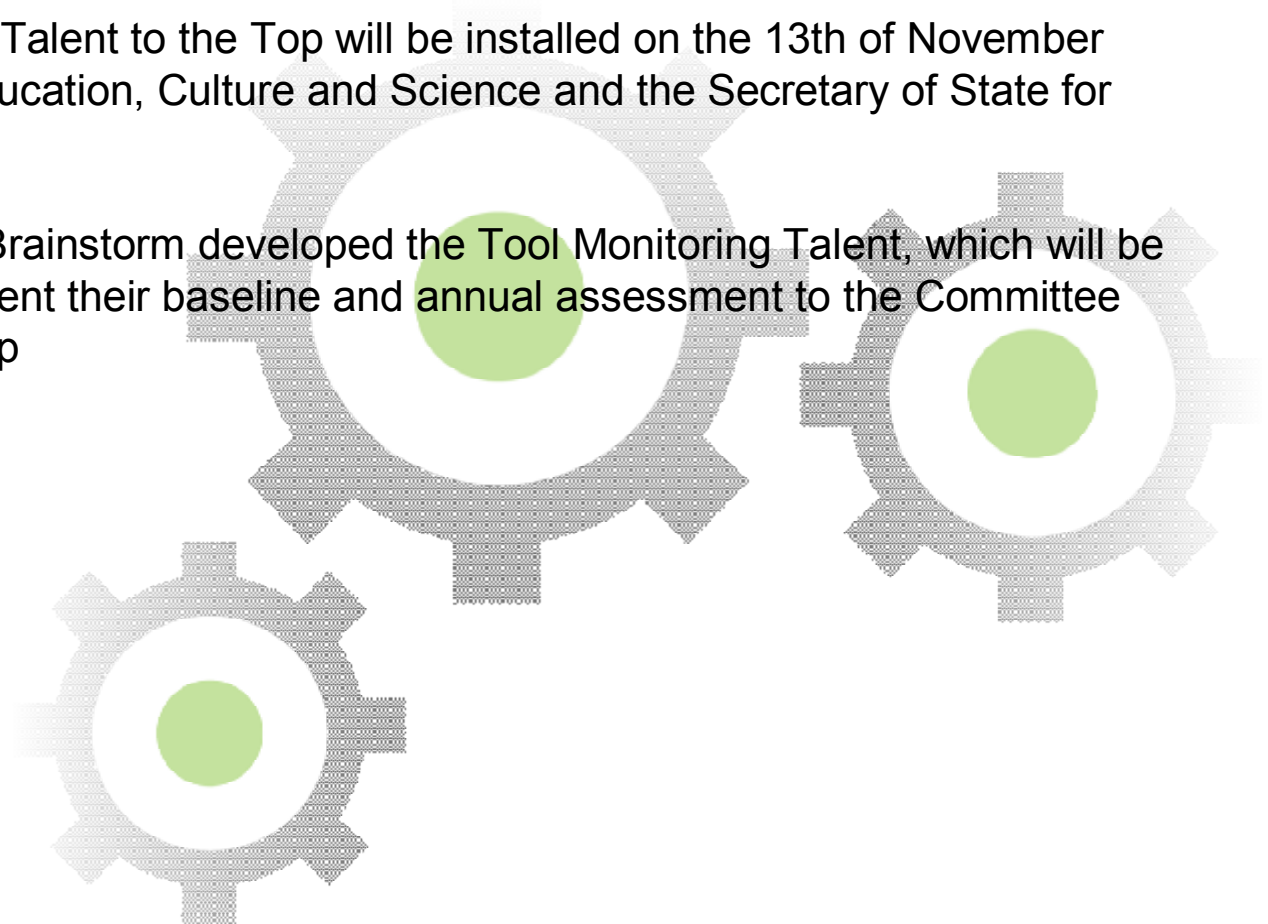 Talent to the Top will be installed on the 13th of November
ucation, Culture and Science and the Secretary of State for
Brainstorm developed the Tool Monitoring Talent, which will be
ent their baseline and annual assessment to the Committee
p